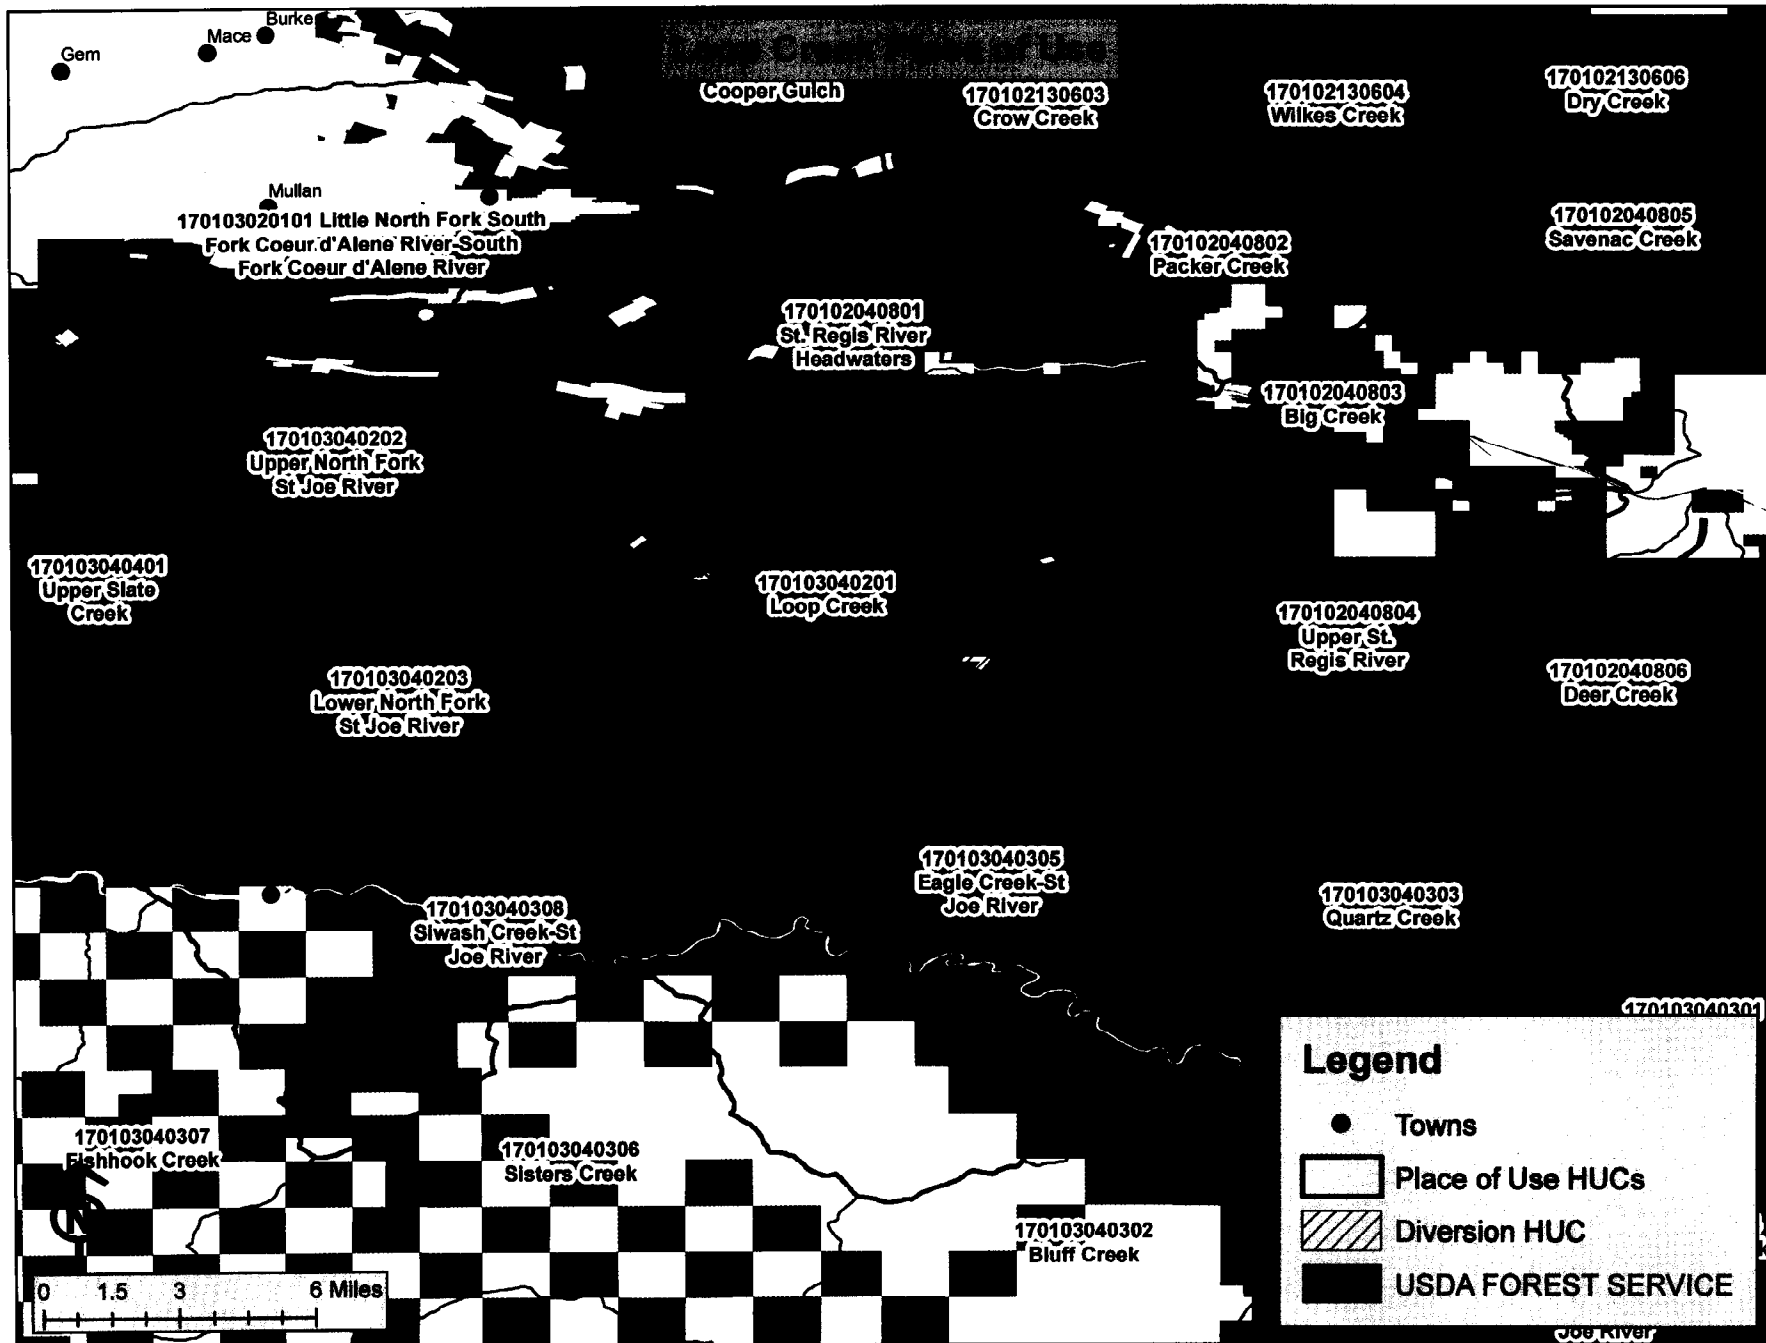 Burke
Mace
Gem
Loop Creek Place of Use
Cooper Gulch
170102130603
Crow Creek
170102130604
Wilkes Creek
170102130606
Dry Creek
Mullan
170103020101 Little North Fork South
Fork Coeur d'Alene River-South
Fork Coeur d'Alene River
170102040802
Packer Creek
170102040805
Savenac Creek
170102040801
St. Regis River
Headwaters
170102040803
Big Creek
170103040202
Upper North Fork
St Joe River
170103040401
Upper Slate
Creek
170103040201
Loop Creek
170102040804
Upper St.
Regis River
170103040203
Lower North Fork
St Joe River
170102040806
Deer Creek
170103040305
Eagle Creek-St
Joe River
170103040308
Siwash Creek-St
Joe River
170103040303
Quartz Creek
170103040301
170103040307
Fishhook Creek
170103040306
Sisters Creek
170103040302
Bluff Creek
N
0 1.5 3 6 Miles
Legend
Towns
Place of Use HUCs
Diversion HUC
USDA FOREST SERVICE
Joe River